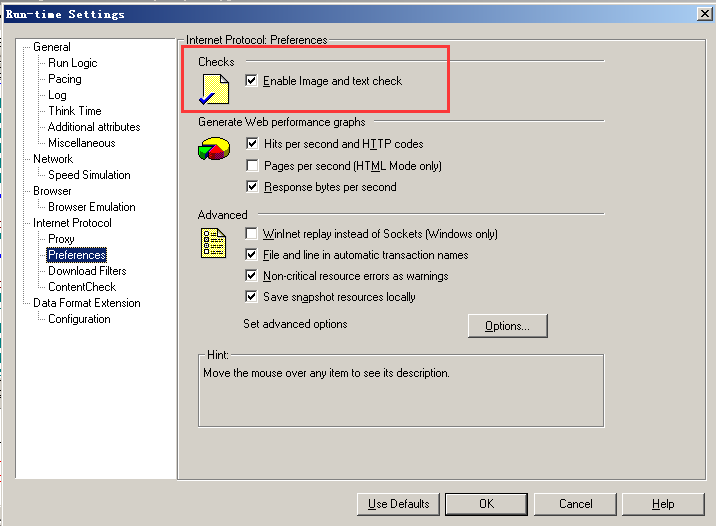 Run-time Settings
General
Run Logic
Pacing
Log
Think Time
Additional attributes
Miscellaneous
Network
Speed Simulation
Browser
Browser Emulation
Internet Protocol
Proxy
Preferences
Download Filters
ContentCheck
Data Format Extension
Configuration
Internet Protocol: Preferences
Checks
Enable Image and text check
Generate Web performance graphs
Hits per second and HTTP codes
Pages per second (HTML Mode only)
Response bytes per second
Advanced
WinInet replay instead of Sockets (Windows only)
File and line in automatic transaction names
Non-critical resource errors as warnings
Save snapshot resources locally
Set advanced options
Options...
Hint:
Move the mouse over any item to see its description.
Use Defaults
OK
Cancel
Help